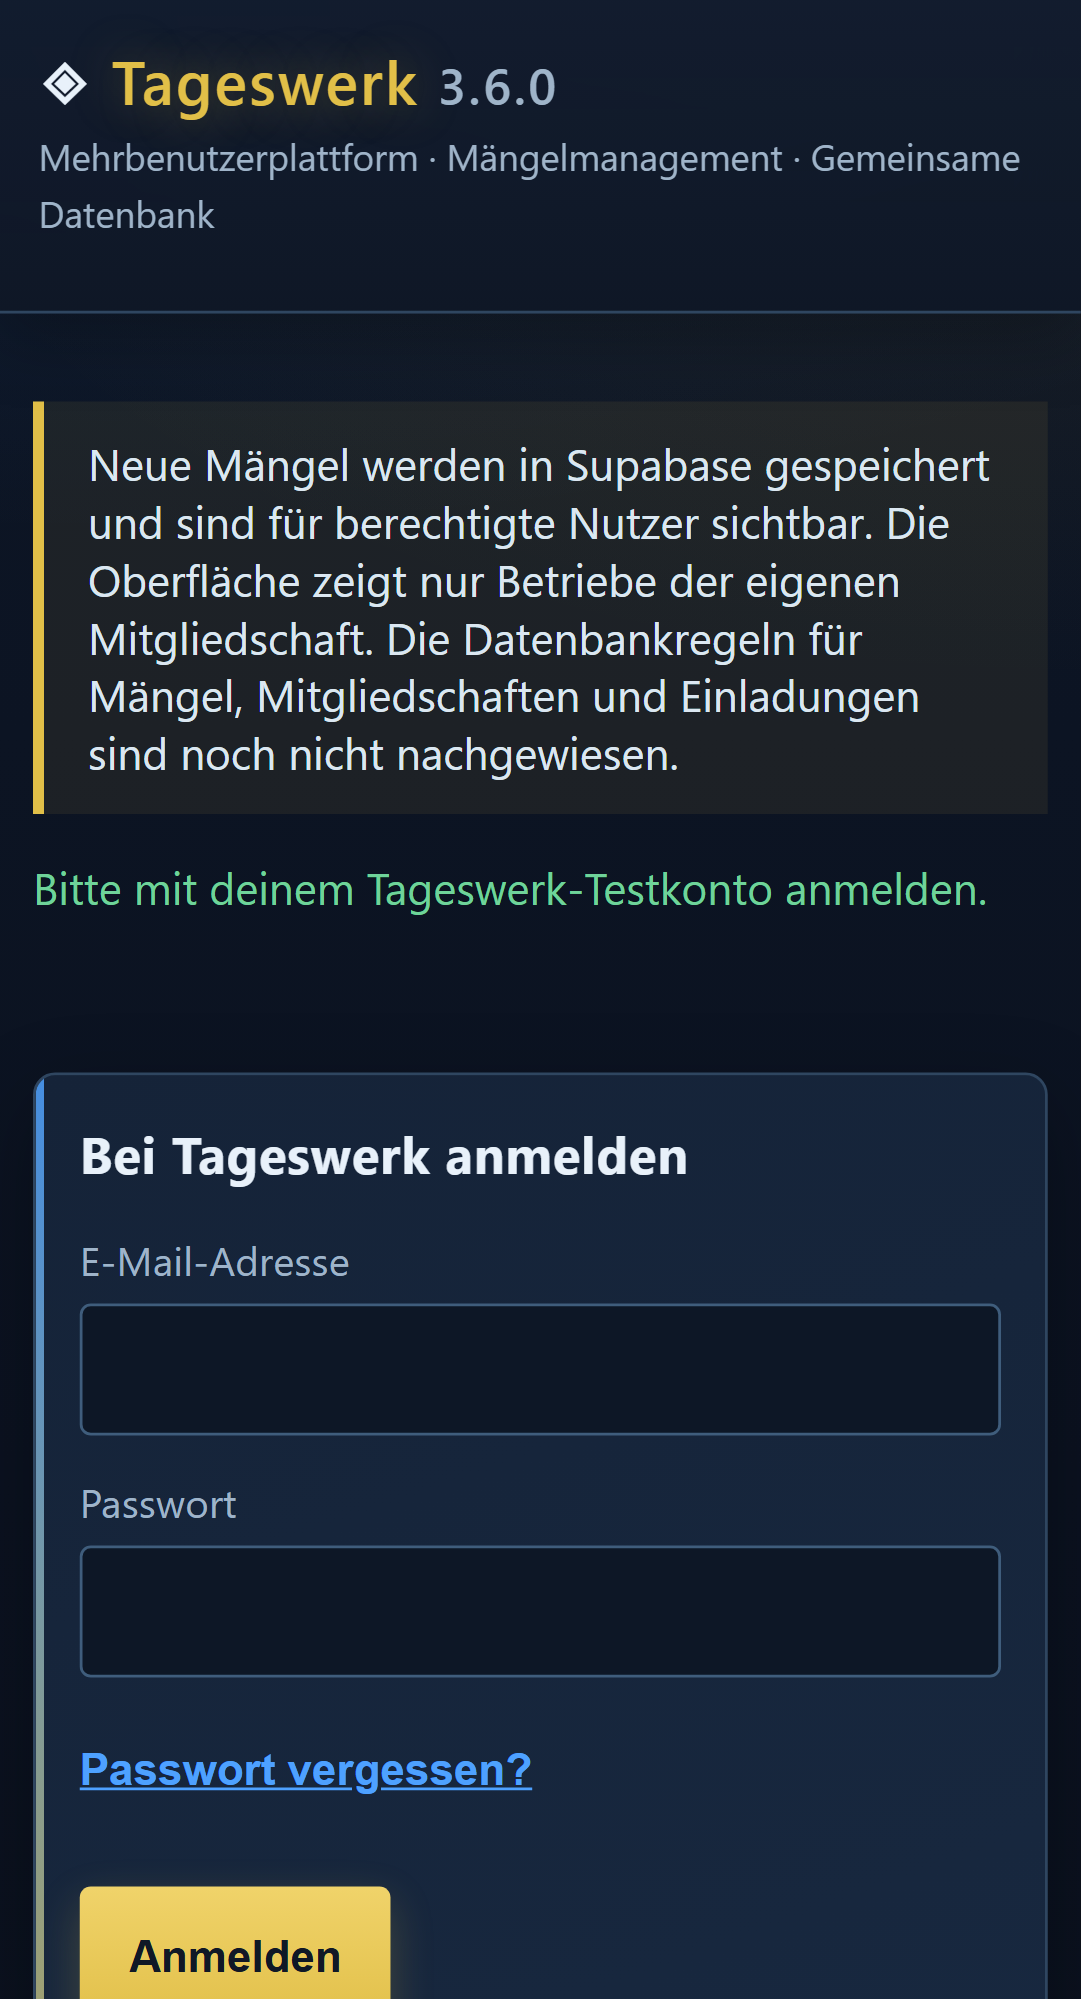 Tageswerk 3.6.0
Mehrbenutzerplattform · Mängelmanagement · Gemeinsame
Datenbank
Neue Mängel werden in Supabase gespeichert
und sind für berechtigte Nutzer sichtbar. Die
Oberfläche zeigt nur Betriebe der eigenen
Mitgliedschaft. Die Datenbankregeln für
Mängel, Mitgliedschaften und Einladungen
sind noch nicht nachgewiesen.
Bitte mit deinem Tageswerk-Testkonto anmelden.
Bei Tageswerk anmelden
E-Mail-Adresse
Passwort
Passwort vergessen?
Anmelden